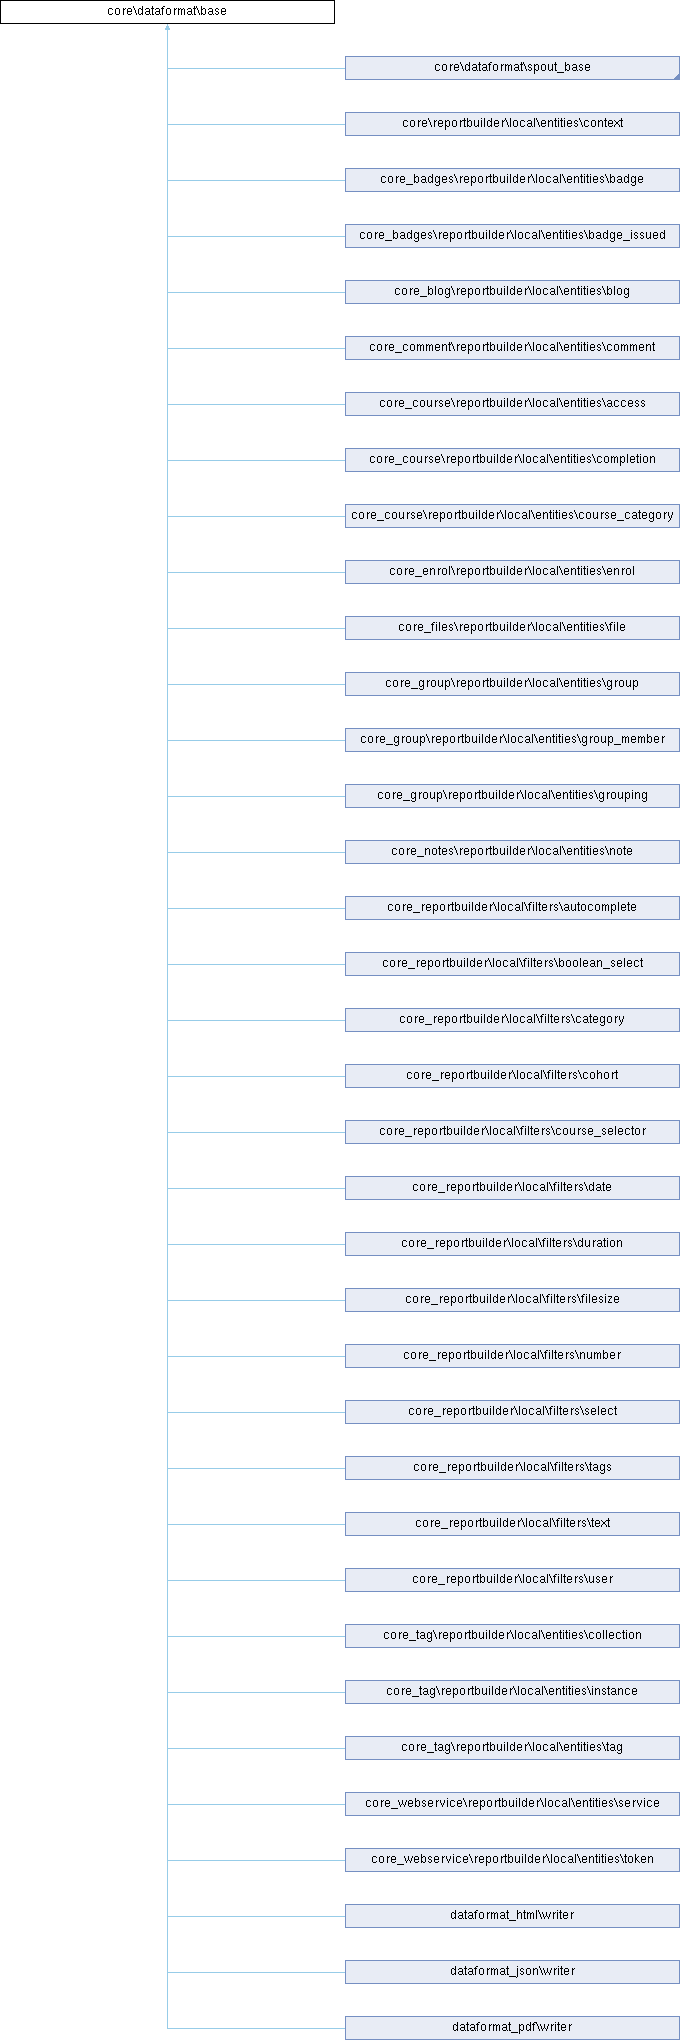 core\dataformat\base
core\dataformat\spout_base
core\reportbuilder\local\entities\context
core_badges\reportbuilder\local\entities\badge
core_badges\reportbuilder\local\entities\badge_issued
core_blog\reportbuilder\local\entities\blog
core_comment\reportbuilder\local\entities\comment
core_course\reportbuilder\local\entities\access
core_course\reportbuilder\local\entities\completion
core_course\reportbuilder\local\entities\course_category
core_enrol\reportbuilder\local\entities\enrol
core_files\reportbuilder\local\entities\file
core_group\reportbuilder\local\entities\group
core_group\reportbuilder\local\entities\group_member
core_group\reportbuilder\local\entities\grouping
core_notes\reportbuilder\local\entities\note
core_reportbuilder\local\filters\autocomplete
core_reportbuilder\local\filters\boolean_select
core_reportbuilder\local\filters\category
core_reportbuilder\local\filters\cohort
core_reportbuilder\local\filters\course_selector
core_reportbuilder\local\filters\date
core_reportbuilder\local\filters\duration
core_reportbuilder\local\filters\filesize
core_reportbuilder\local\filters\number
core_reportbuilder\local\filters\select
core_reportbuilder\local\filters\tags
core_reportbuilder\local\filters\text
core_reportbuilder\local\filters\user
core_tag\reportbuilder\local\entities\collection
core_tag\reportbuilder\local\entities\instance
core_tag\reportbuilder\local\entities\tag
core_webservice\reportbuilder\local\entities\service
core_webservice\reportbuilder\local\entities\token
dataformat_html\writer
dataformat_json\writer
dataformat_pdf\writer